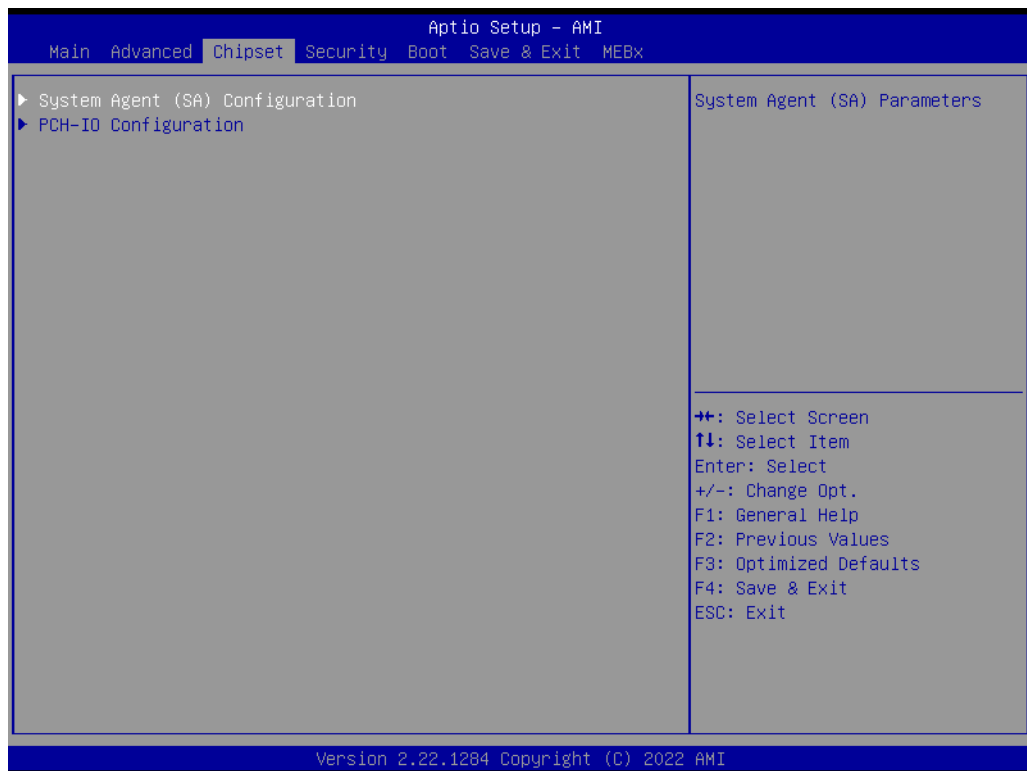 Aptio Setup – AMI
Main Advanced Chipset Security Boot Save & Exit MEBx
▶ System Agent (SA) Configuration
▶ PCH-IO Configuration
System Agent (SA) Parameters
→←: Select Screen
↑↓: Select Item
Enter: Select
+/-: Change Opt.
F1: General Help
F2: Previous Values
F3: Optimized Defaults
F4: Save & Exit
ESC: Exit
Version 2.22.1284 Copyright (C) 2022 AMI